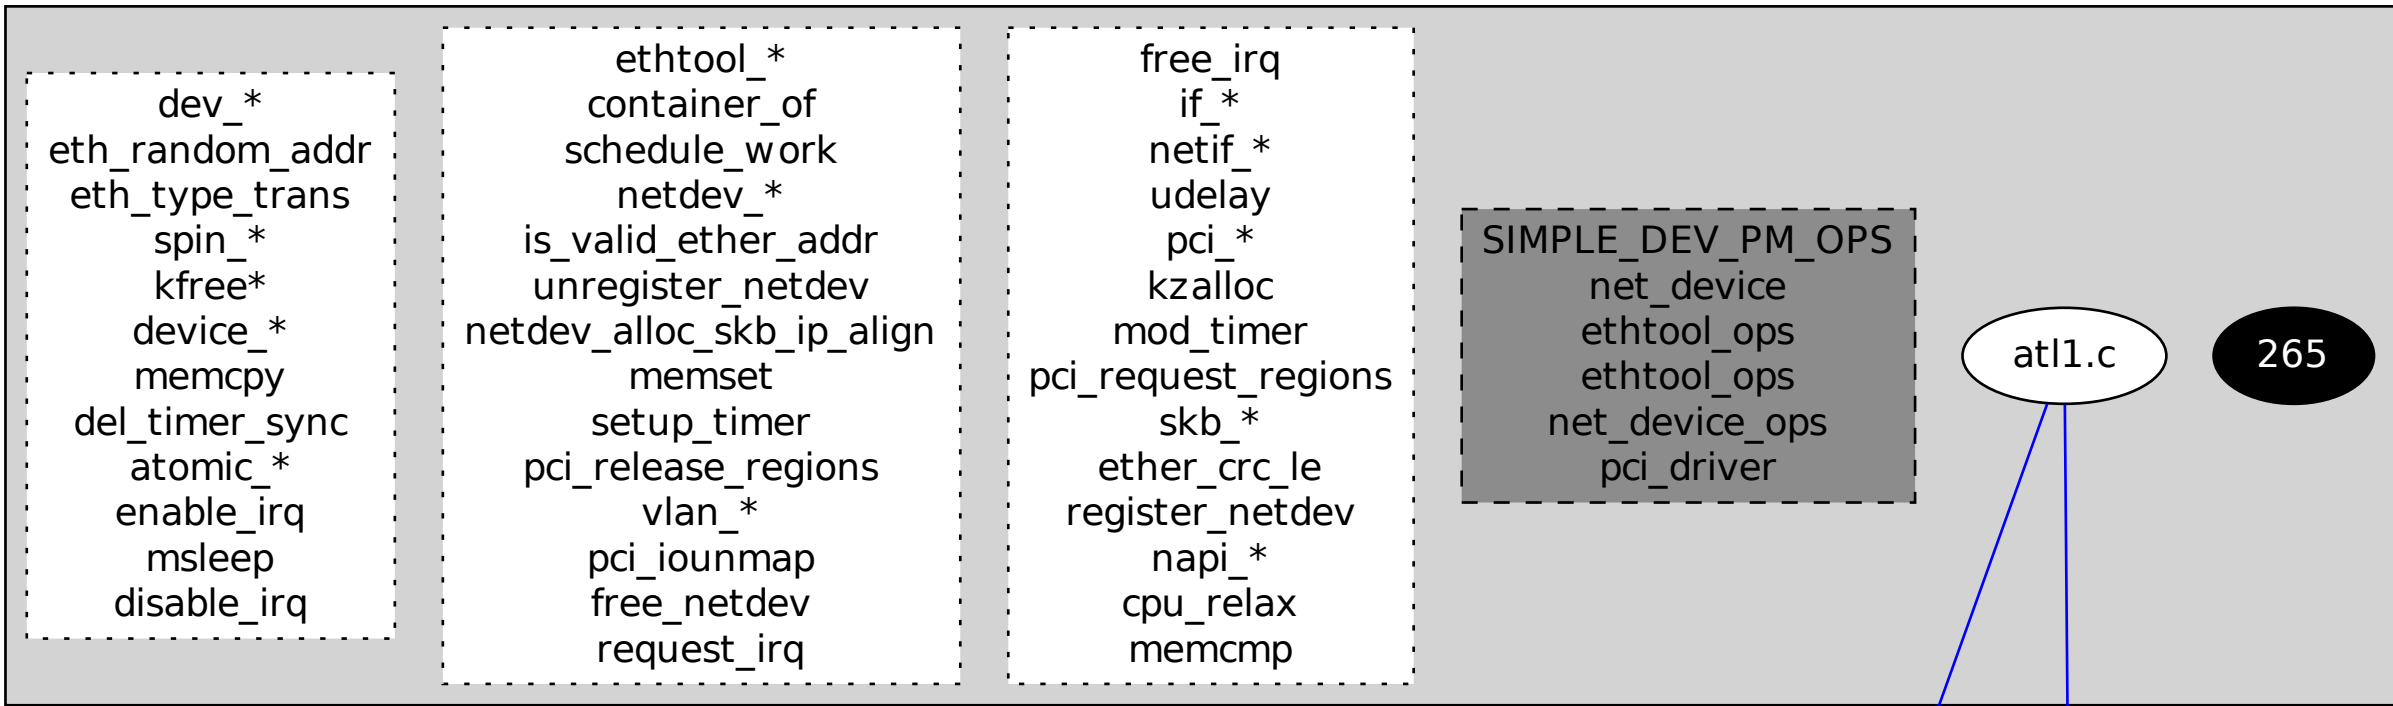 dev_*
eth_random_addr
eth_type_trans
spin_*
kfree*
device_*
memcpy
del_timer_sync
atomic_*
enable_irq
msleep
disable_irq
ethtool_*
container_of
schedule_work
netdev_*
is_valid_ether_addr
unregister_netdev
netdev_alloc_skb_ip_align
memset
setup_timer
pci_release_regions
vlan_*
pci_iounmap
free_netdev
request_irq
free_irq
if_*
netif_*
udelay
pci_*
kzalloc
mod_timer
pci_request_regions
skb_*
ether_crc_le
register_netdev
napi_*
cpu_relax
memcmp
SIMPLE_DEV_PM_OPS
net_device
ethtool_ops
ethtool_ops
net_device_ops
pci_driver
atl1.c
265